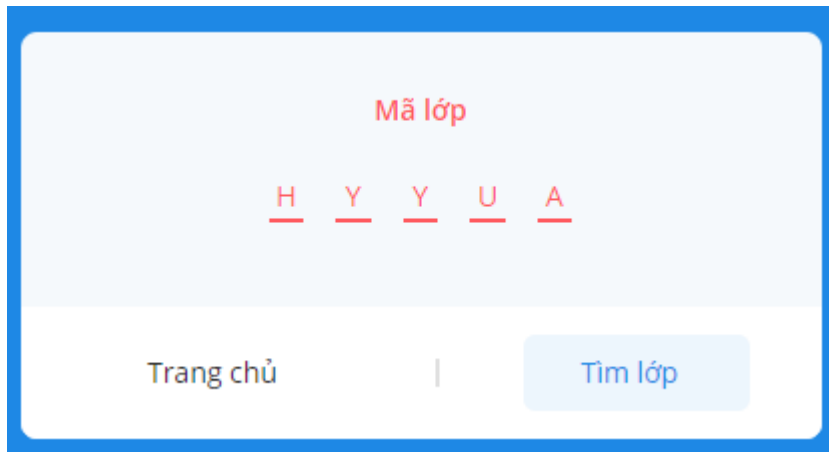 Mã lớp
H Y Y U A
Trang chủ | Tìm lớp